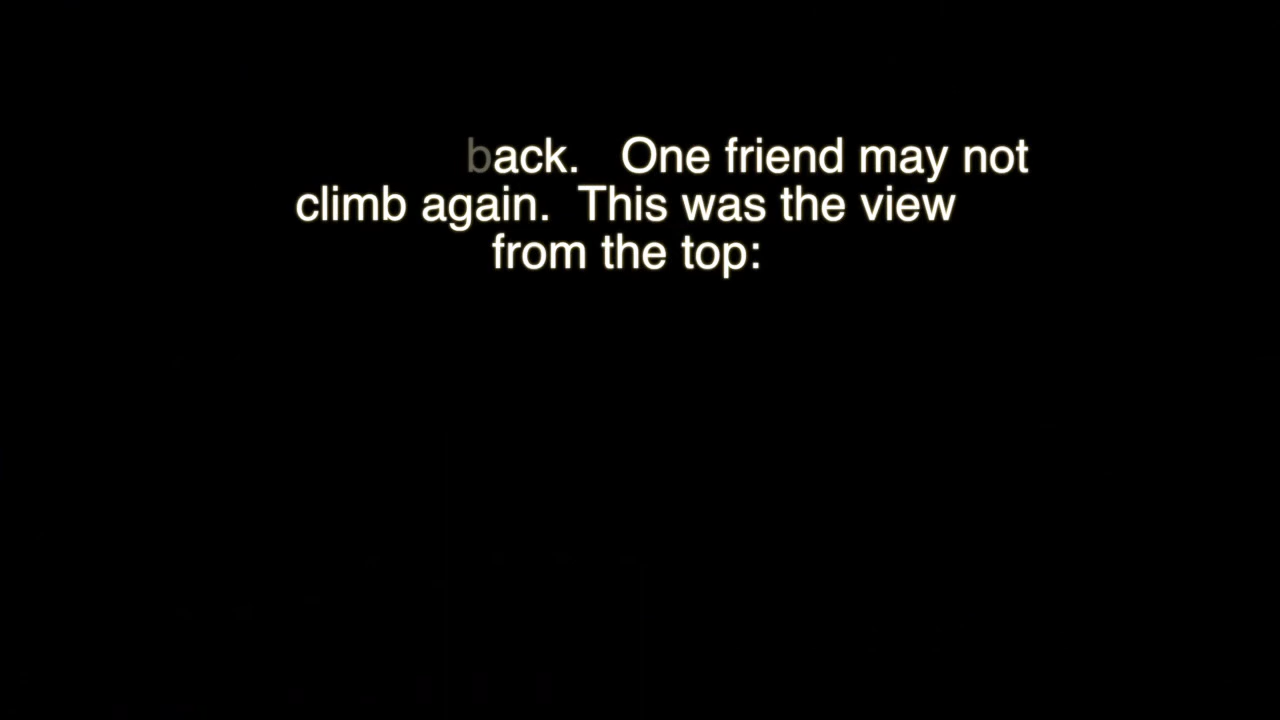 back. One friend may not
climb again. This was the view
from the top: